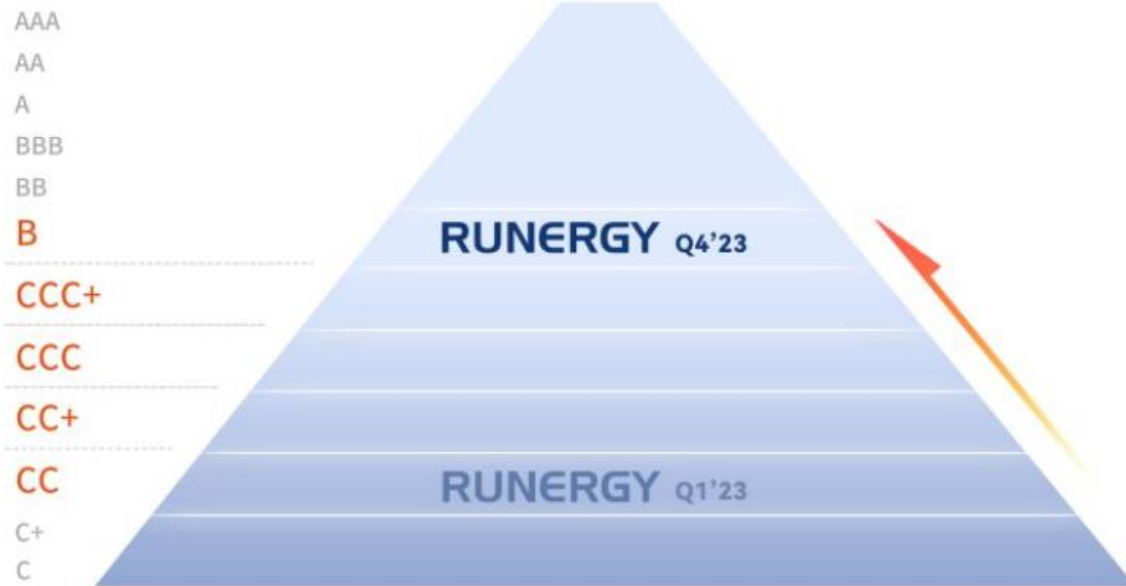 AAA
AA
A
BBB
BB
B
RUNERGY Q4’23
CCC+
CCC
CC+
CC
RUNERGY Q1’23
C+
C